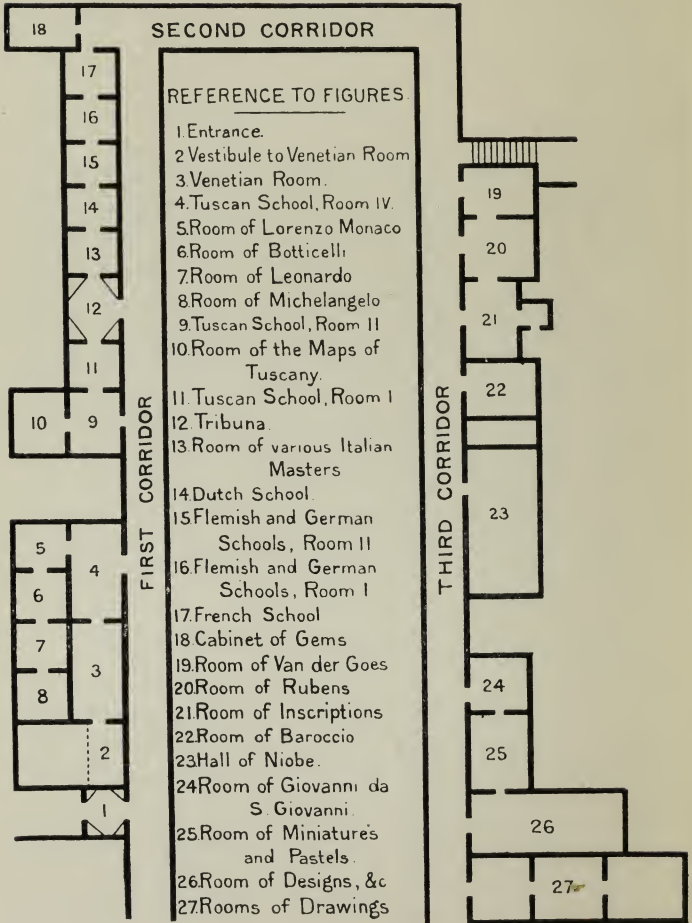 SECOND CORRIDOR
18
17
16
15
14
13
12
11
10
9
5
4
6
7
3
8
2
1
FIRST CORRIDOR
REFERENCE TO FIGURES.
1.Entrance.
2 Vestibule to Venetian Room
3.Venetian Room.
4.Tuscan School, Room IV.
5.Room of Lorenzo Monaco
6.Room of Botticelli
7.Room of Leonardo
8.Room of Michelangelo
9.Tuscan School, Room II
10.Room of the Maps of
Tuscany.
11.Tuscan School, Room I
12.Tribuna.
13.Room of various Italian
Masters
14.Dutch School.
15.Flemish and German
Schools, Room II
16.Flemish and German
Schools, Room I
17.French School
18.Cabinet of Gems
19.Room of Van der Goes
20.Room of Rubens
21.Room of Inscriptions
22.Room of Baroccio
23.Hall of Niobe.
24.Room of Giovanni da
S. Giovanni.
25.Room of Miniatures
and Pastels.
26.Room of Designs, &c
27.Rooms of Drawings
THIRD CORRIDOR
19
20
21
22
23
24
25
26
27